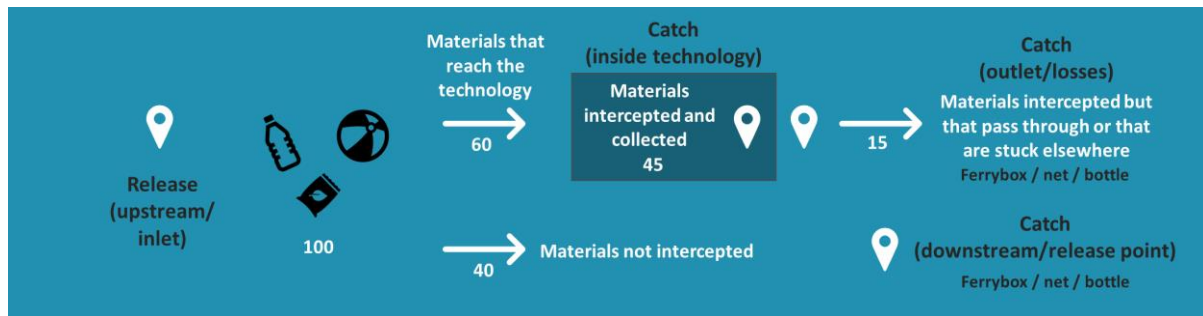 Release
(upstream/
inlet)
100
Materials that
reach the
technology
60
40
Materials not intercepted
Catch
(inside technology)
Materials
intercepted and
collected
45
15
Catch
(outlet/losses)
Materials intercepted but
that pass through or that
are stuck elsewhere
Ferrybox / net / bottle
Catch
(downstream/release point)
Ferrybox / net / bottle